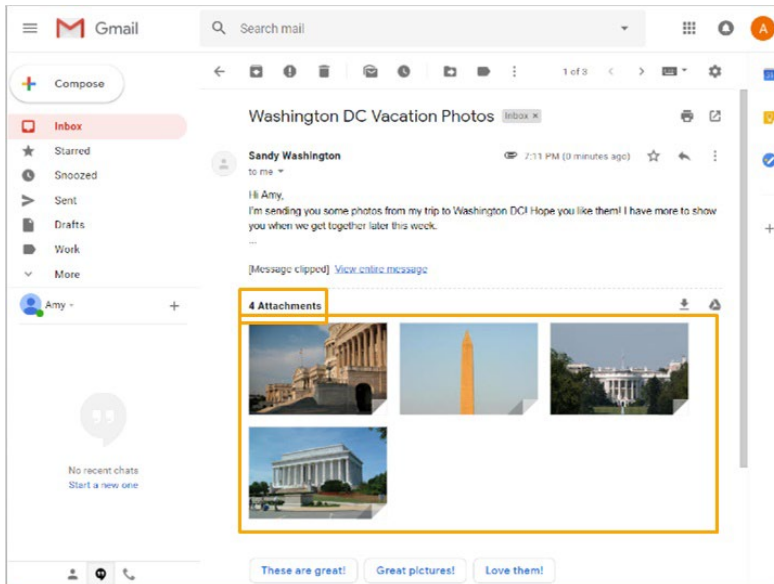 Gmail
Search mail
A
Compose
1 of 3
Inbox
Starred
Snoozed
Sent
Drafts
Work
More
Amy
No recent chats
Start a new one
Washington DC Vacation Photos Inbox ×
Sandy Washington
7:11 PM (0 minutes ago)
to me
Hi Amy,
I'm sending you some photos from my trip to Washington DC! Hope you like them! I have more to show
you when we get together later this week.
...
[Message clipped] View entire message
4 Attachments
These are great! Great pictures! Love them!